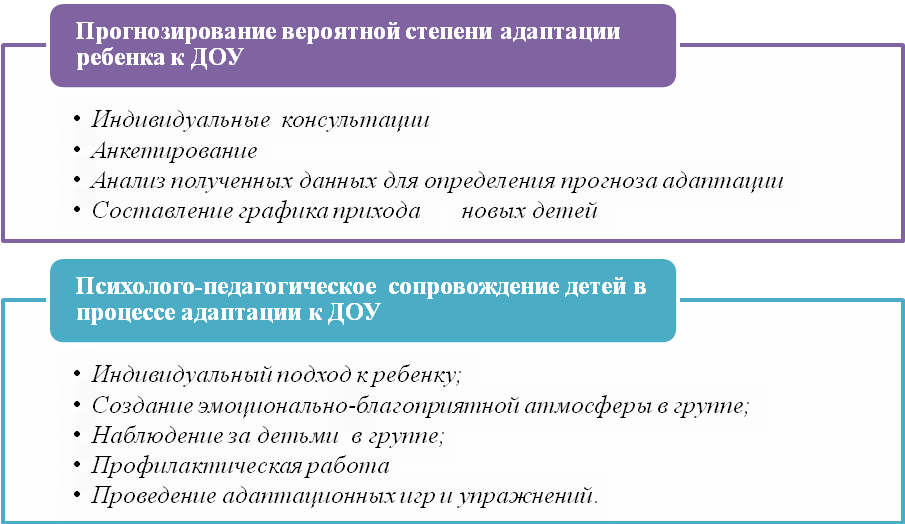 Прогнозирование вероятной степени адаптации
ребенка к ДОУ
• Индивидуальные консультации
• Анкетирование
• Анализ полученных данных для определения прогноза адаптации
• Составление графика прихода новых детей
Психолого-педагогическое сопровождение детей в
процессе адаптации к ДОУ
• Индивидуальный подход к ребенку;
• Создание эмоционально-благоприятной атмосферы в группе;
• Наблюдение за детьми в группе;
• Профилактическая работа
• Проведение адаптационных игр и упражнений.